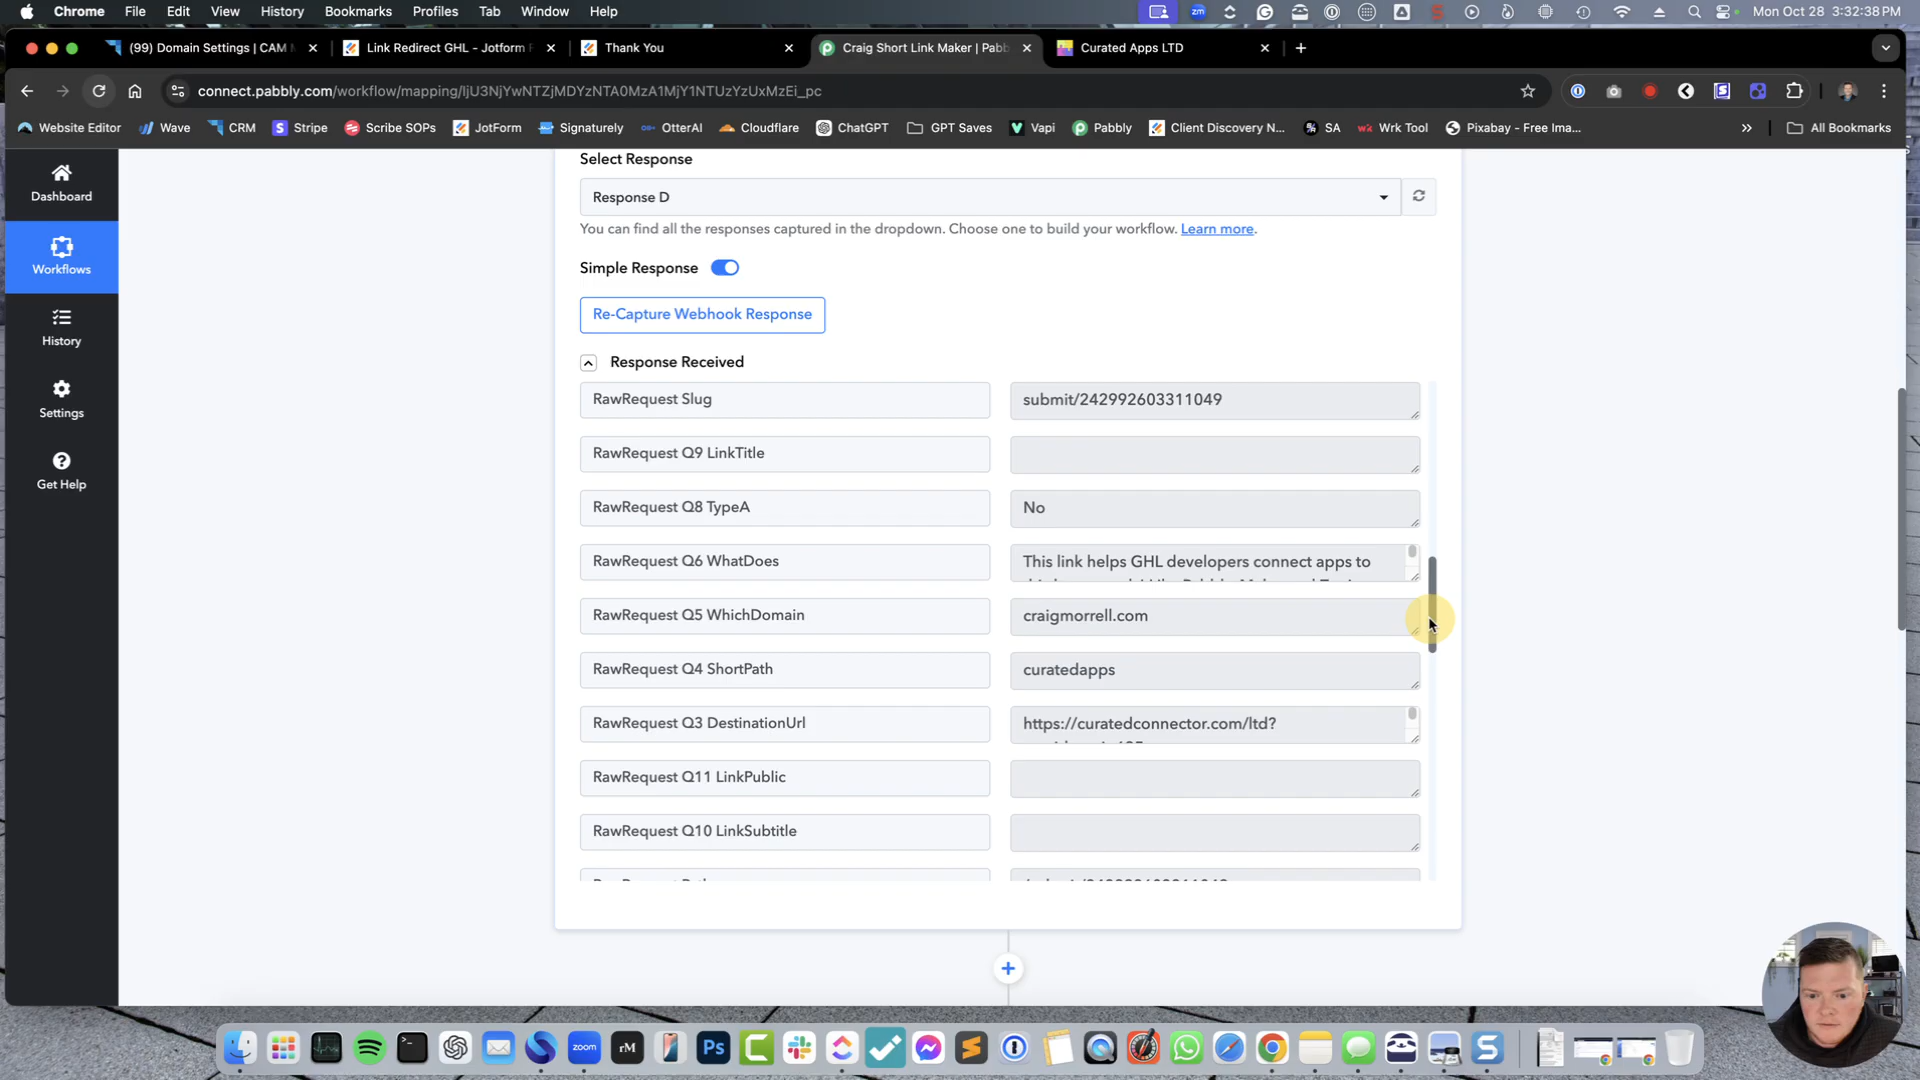 Chrome File Edit View History Bookmarks Profiles Tab Window Help
zm
Mon Oct 28 3:32:38 PM
(99) Domain Settings | CAM
Link Redirect GHL - Jotform F
Thank You
Craig Short Link Maker | Pabb
Curated Apps LTD
Website Editor
Wave
CRM
Stripe
Scribe SOPs
JotForm
Signaturely
OtterAI
Cloudflare
ChatGPT
GPT Saves
Vapi
Pabbly
Client Discovery N...
SA
Wrk Tool
Pixabay - Free Ima...
All Bookmarks
Dashboard
Workflows
History
Settings
Get Help
Select Response
Response D
You can find all the responses captured in the dropdown. Choose one to build your workflow. Learn more.
Simple Response
Re-Capture Webhook Response
Response Received
RawRequest Slug
submit/242992603311049
RawRequest Q9 LinkTitle
RawRequest Q8 TypeA
No
RawRequest Q6 WhatDoes
This link helps GHL developers connect apps to
RawRequest Q5 WhichDomain
craigmorrell.com
RawRequest Q4 ShortPath
curatedapps
RawRequest Q3 DestinationUrl
https://curatedconnector.com/ltd?
RawRequest Q11 LinkPublic
RawRequest Q10 LinkSubtitle
zoom
rM
Ps